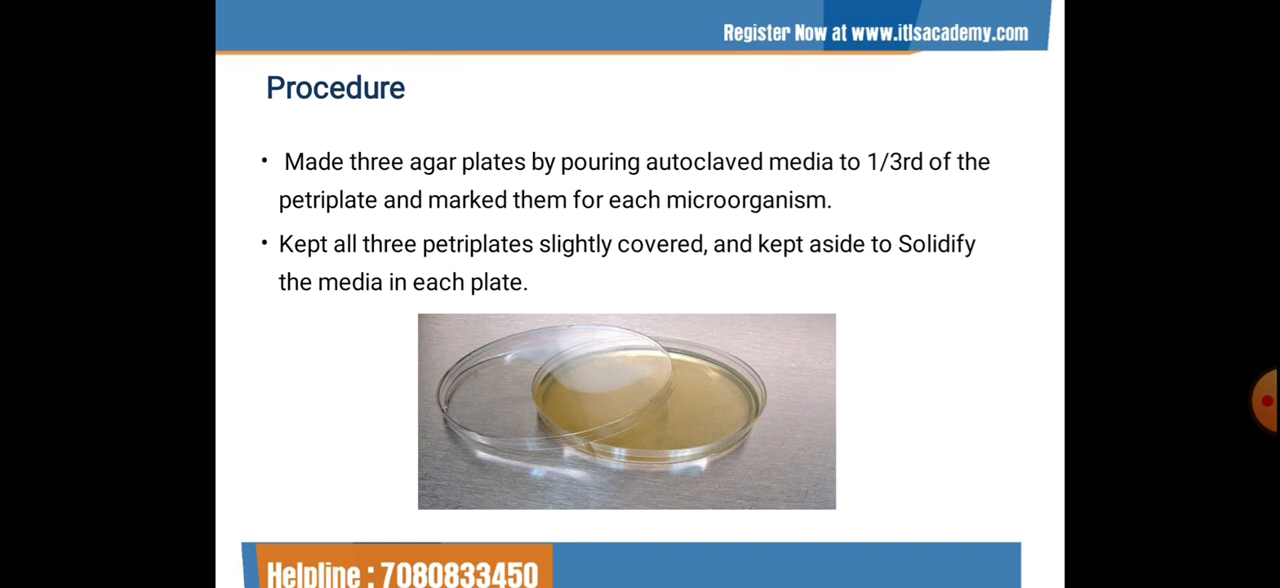 Register Now at www.itlsacademy.com
Procedure
• Made three agar plates by pouring autoclaved media to 1/3rd of the
petriplate and marked them for each microorganism.
• Kept all three petriplates slightly covered, and kept aside to Solidify
the media in each plate.
Helpline : 7080833450